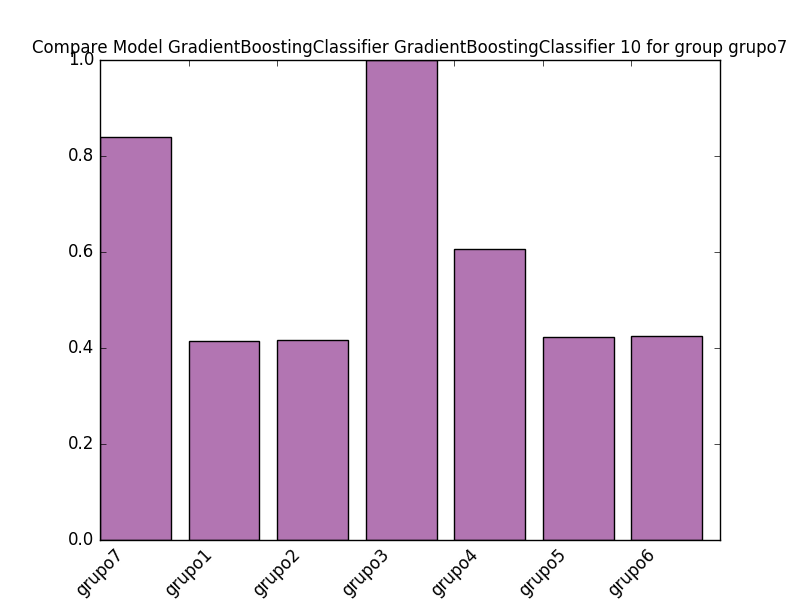 Compare Model GradientBoostingClassifier GradientBoostingClassifier 10 for group grupo7
1.0
0.8
0.6
0.4
0.2
0.0
grupo7
grupo1
grupo2
grupo3
grupo4
grupo5
grupo6